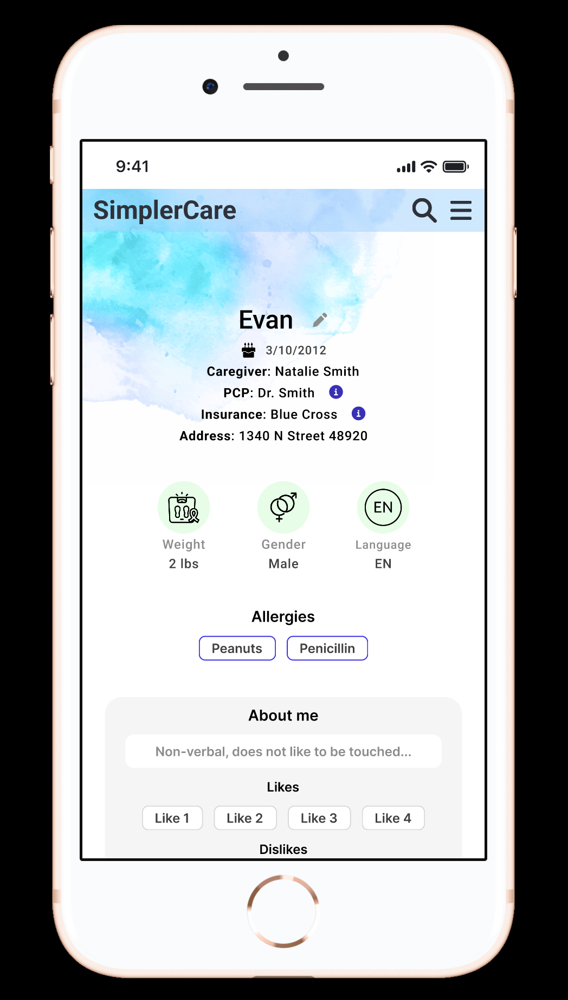 9:41
SimplerCare
Evan
3/10/2012
Caregiver: Natalie Smith
PCP: Dr. Smith
Insurance: Blue Cross
Address: 1340 N Street 48920
EN
Weight Gender Language
2 lbs Male EN
Allergies
Peanuts Penicillin
About me
Non-verbal, does not like to be touched...
Likes
Like 1 Like 2 Like 3 Like 4
Dislikes